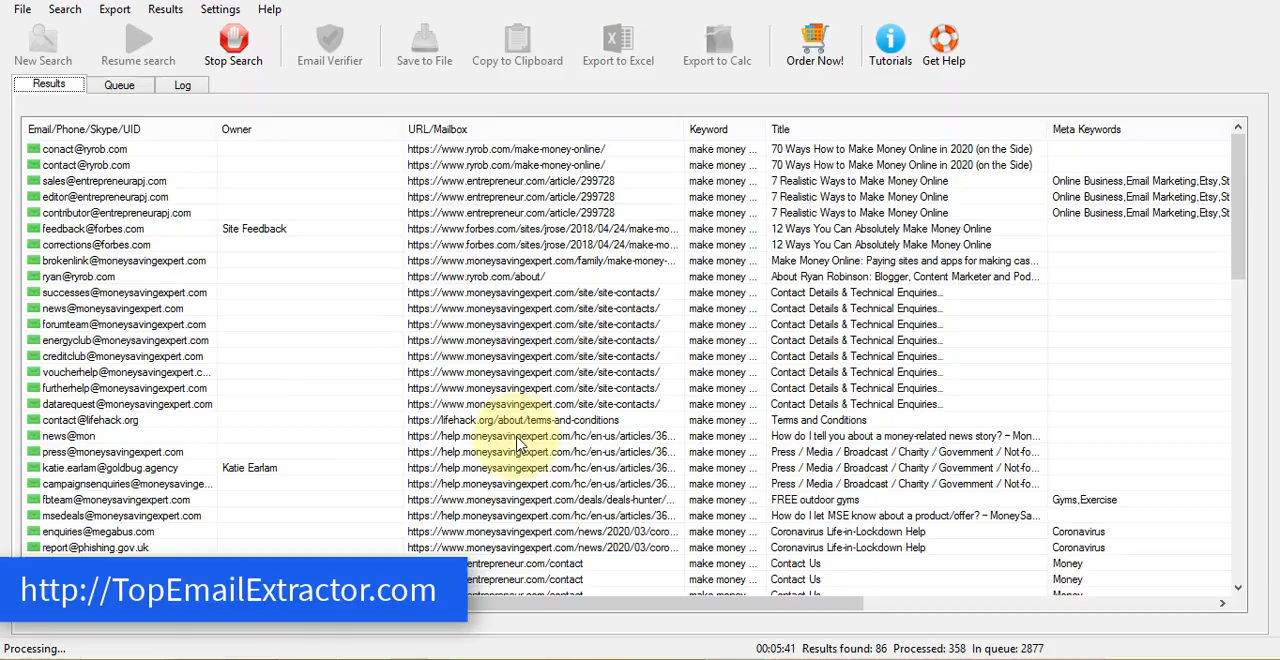 File Search Export Results Settings Help
New Search Resume search Stop Search Email Verifier Save to File Copy to Clipboard Export to Excel Export to Calc Order Now! Tutorials Get Help
Results Queue Log
Email/Phone/Skype/UID Owner URL/Mailbox Keyword Title Meta Keywords
conact@ryrob.com https://www.ryrob.com/make-money-online/ make money ... 70 Ways How to Make Money Online in 2020 (on the Side)
contact@ryrob.com https://www.ryrob.com/make-money-online/ make money ... 70 Ways How to Make Money Online in 2020 (on the Side)
sales@entrepreneurapj.com https://www.entrepreneur.com/article/299728 make money ... 7 Realistic Ways to Make Money Online Online Business,Email Marketing,Etsy,St
editor@entrepreneurapj.com https://www.entrepreneur.com/article/299728 make money ... 7 Realistic Ways to Make Money Online Online Business,Email Marketing,Etsy,St
contributor@entrepreneurapj.com https://www.entrepreneur.com/article/299728 make money ... 7 Realistic Ways to Make Money Online Online Business,Email Marketing,Etsy,St
feedback@forbes.com Site Feedback https://www.forbes.com/sites/jrose/2018/04/24/make-mo... make money ... 12 Ways You Can Absolutely Make Money Online
corrections@forbes.com https://www.forbes.com/sites/jrose/2018/04/24/make-mo... make money ... 12 Ways You Can Absolutely Make Money Online
brokenlink@moneysavingexpert.com https://www.moneysavingexpert.com/family/make-money-... make money ... Make Money Online: Paying sites and apps for making cas...
ryan@ryrob.com https://www.ryrob.com/about/ make money ... About Ryan Robinson: Blogger, Content Marketer and Pod...
successes@moneysavingexpert.com https://www.moneysavingexpert.com/site/site-contacts/ make money ... Contact Details & Technical Enquiries...
news@moneysavingexpert.com https://www.moneysavingexpert.com/site/site-contacts/ make money ... Contact Details & Technical Enquiries...
forumteam@moneysavingexpert.com https://www.moneysavingexpert.com/site/site-contacts/ make money ... Contact Details & Technical Enquiries...
energyclub@moneysavingexpert.com https://www.moneysavingexpert.com/site/site-contacts/ make money ... Contact Details & Technical Enquiries...
creditclub@moneysavingexpert.com https://www.moneysavingexpert.com/site/site-contacts/ make money ... Contact Details & Technical Enquiries...
voucherhelp@moneysavingexpert.c... https://www.moneysavingexpert.com/site/site-contacts/ make money ... Contact Details & Technical Enquiries...
furtherhelp@moneysavingexpert.com https://www.moneysavingexpert.com/site/site-contacts/ make money ... Contact Details & Technical Enquiries...
datarequest@moneysavingexpert.com https://www.moneysavingexpert.com/site/site-contacts/ make money ... Contact Details & Technical Enquiries...
contact@lifehack.org https://lifehack.org/about/terms-and-conditions make money ... Terms and Conditions
news@mon https://help.moneysavingexpert.com/hc/en-us/articles/36... make money ... How do I tell you about a money-related news story? – Mon...
press@moneysavingexpert.com https://help.moneysavingexpert.com/hc/en-us/articles/36... make money ... Press / Media / Broadcast / Charity / Government / Not-fo...
katie.earlam@goldbug.agency Katie Earlam https://help.moneysavingexpert.com/hc/en-us/articles/36... make money ... Press / Media / Broadcast / Charity / Government / Not-fo...
campaignsenquiries@moneysavinge... https://help.moneysavingexpert.com/hc/en-us/articles/36... make money ... Press / Media / Broadcast / Charity / Government / Not-fo...
fbteam@moneysavingexpert.com https://www.moneysavingexpert.com/deals/deals-hunter/... make money ... FREE outdoor gyms Gyms,Exercise
msedeals@moneysavingexpert.com https://help.moneysavingexpert.com/hc/en-us/articles/36... make money ... How do I let MSE know about a product/offer? – MoneySa...
enquiries@megabus.com https://www.moneysavingexpert.com/news/2020/03/coro... make money ... Coronavirus Life-in-Lockdown Help Coronavirus
report@phishing.gov.uk https://www.moneysavingexpert.com/news/2020/03/coro... make money ... Coronavirus Life-in-Lockdown Help Coronavirus
entrepreneur.com/contact make money ... Contact Us Money
entrepreneur.com/contact make money ... Contact Us Money
entrepreneur.com/contact make money ... Contact Us Money
http://TopEmailExtractor.com
Processing... 00:05:41 Results found: 86 Processed: 358 In queue: 2877